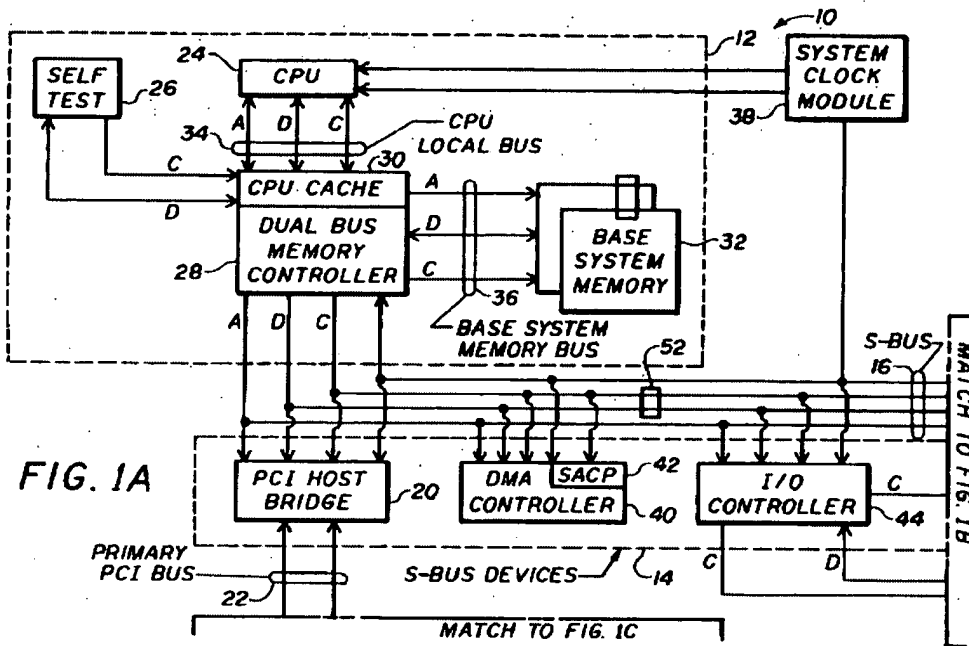 10
12
24
CPU
SELF
TEST
26
SYSTEM
CLOCK
MODULE
38
A
D
C
34
CPU
LOCAL BUS
30
CPU CACHE
C
D
DUAL BUS
MEMORY
CONTROLLER
28
A
D
C
BASE
SYSTEM
MEMORY
32
36
BASE SYSTEM
MEMORY BUS
A
D
C
52
S-BUS
16
MATCH TO FIG. 1B
FIG. 1A
PCI HOST
BRIDGE
20
DMA
SACP
CONTROLLER
42
40
I/O
CONTROLLER
44
C
PRIMARY
PCI BUS
22
S-BUS DEVICES
14
C
D
MATCH TO FIG. 1C